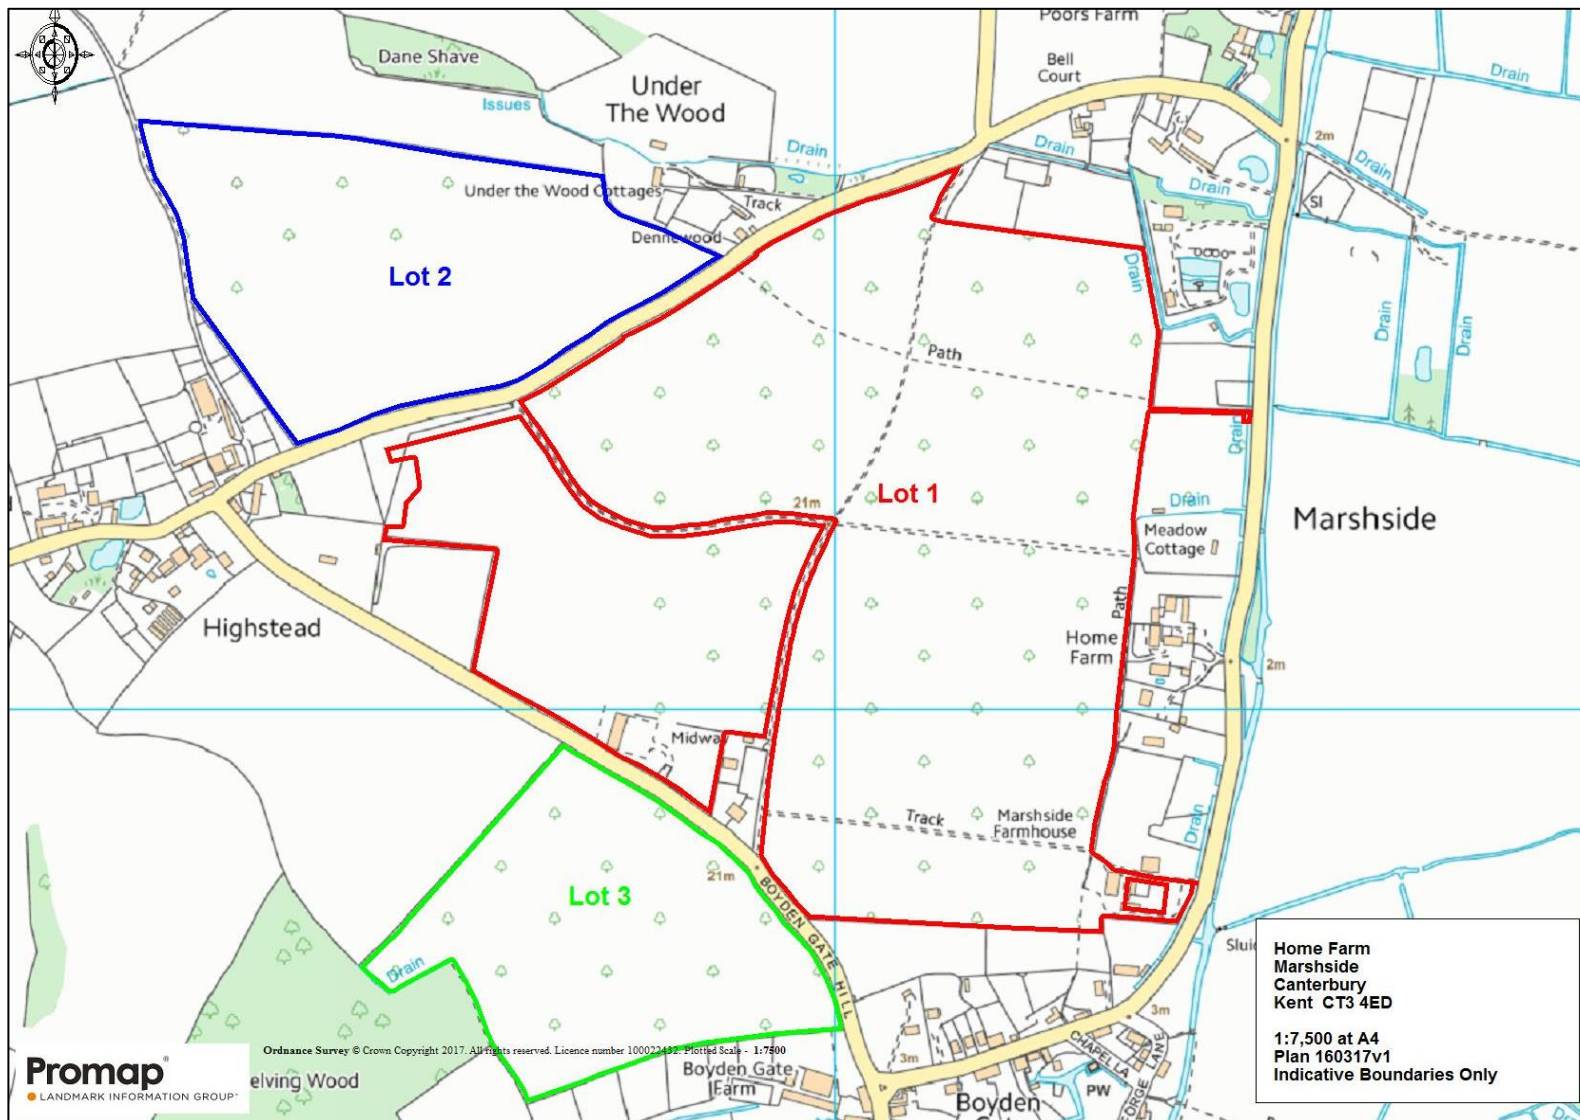 Poors Farm
Dane Shave
Bell
Court
Under
The Wood
Drain
Issues
2m
Drain
Drain
Drain
Under the Wood Cottages
Drain
Track
SI
Dennewood
Drain
Lot 2
Drain
Drain
Path
Drain
Lot 1
21m
Drain
Marshside
Meadow
Cottage
Path
Highstead
Home
Farm
2m
Midway
Track
Marshside
Farmhouse
Drain
21m
BOYDEN GATE HILL
Lot 3
Drain
Home Farm
Marshside
Canterbury
Kent CT3 4ED
1:7,500 at A4
Plan 160317v1
Indicative Boundaries Only
3m
3m
CHAPEL LA
PW
Ordnance Survey © Crown Copyright 2017. All rights reserved. Licence number 100022432. Plotted Scale - 1:7500
Promap®
LANDMARK INFORMATION GROUP®
elving Wood
Boyden Gate
Farm
Boyden